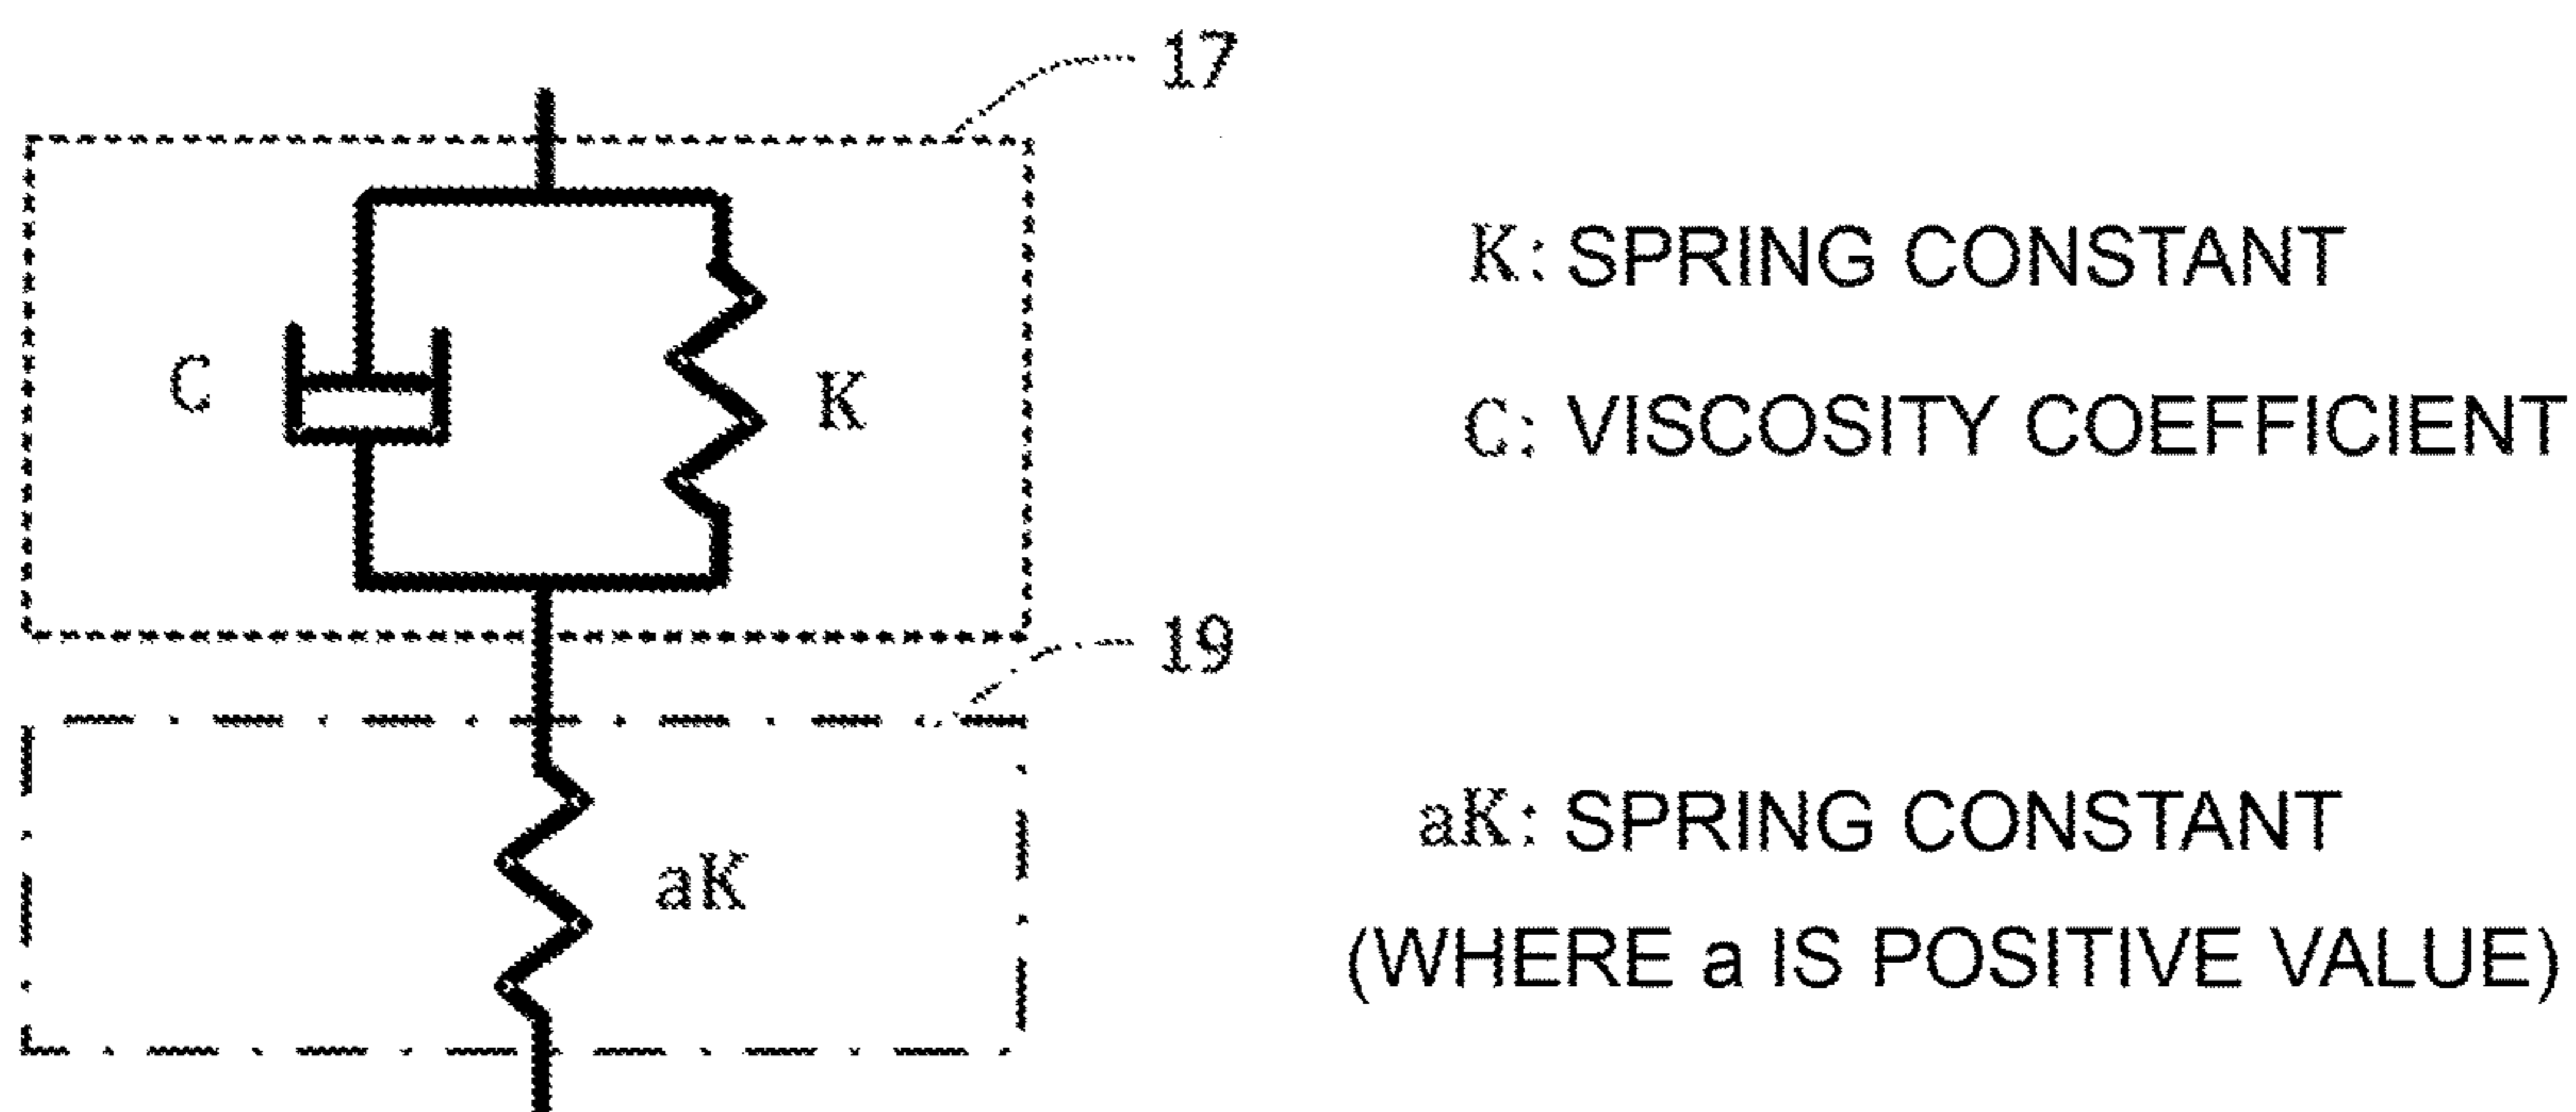 17
K: SPRING CONSTANT
C
K
C: VISCOSITY COEFFICIENT
19
aK: SPRING CONSTANT
aK
(WHERE a IS POSITIVE VALUE)